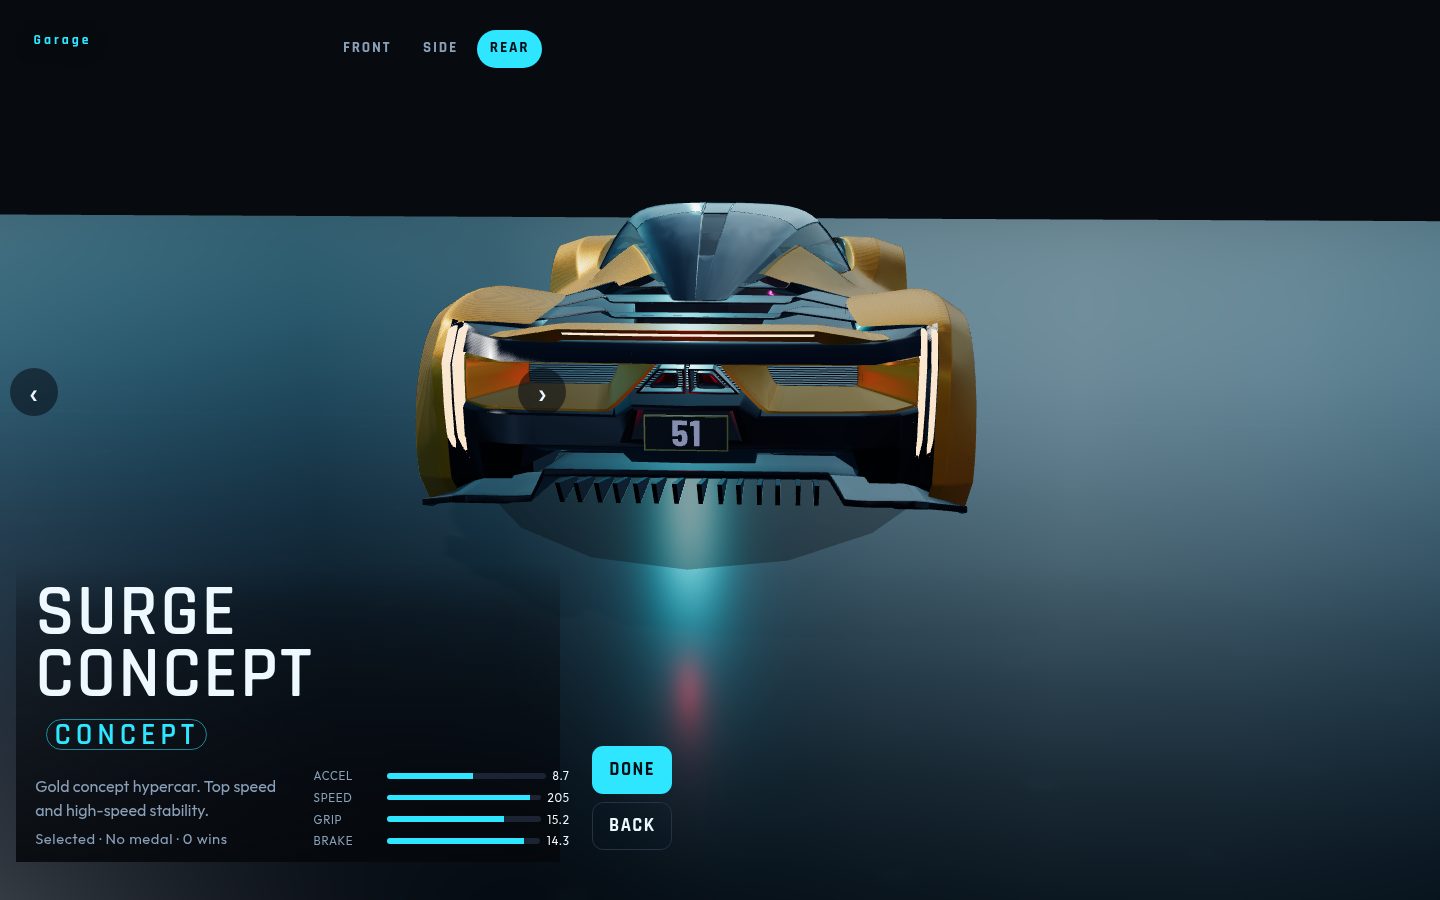 Garage
FRONT SIDE REAR
‹ ›
51
SURGE
CONCEPT
CONCEPT
Gold concept hypercar. Top speed
and high-speed stability.
Selected · No medal · 0 wins
ACCEL 8.7
SPEED 205
GRIP 15.2
BRAKE 14.3
DONE
BACK